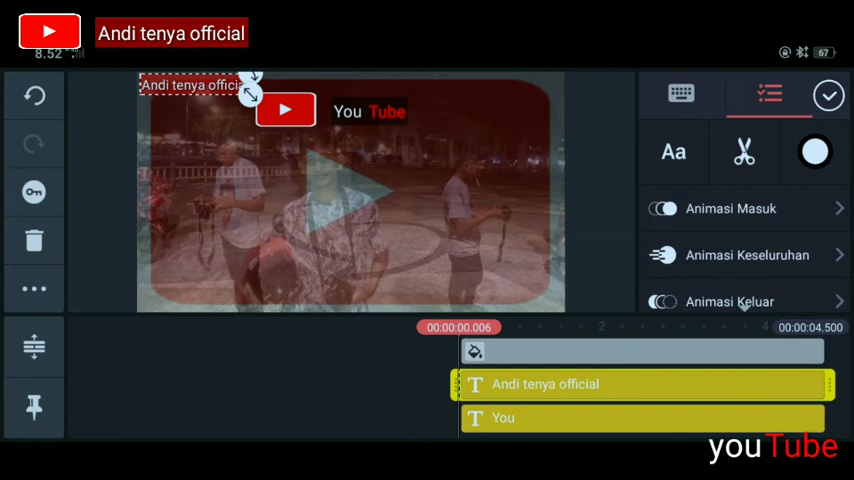 Andi tenya official
8.52
67
Andi tenya officia
You Tube
Aa
Animasi Masuk
Animasi Keseluruhan
Animasi Keluar
00:00:00.006
2
4
00:00:04.500
T Andi tenya official
T You
youTube